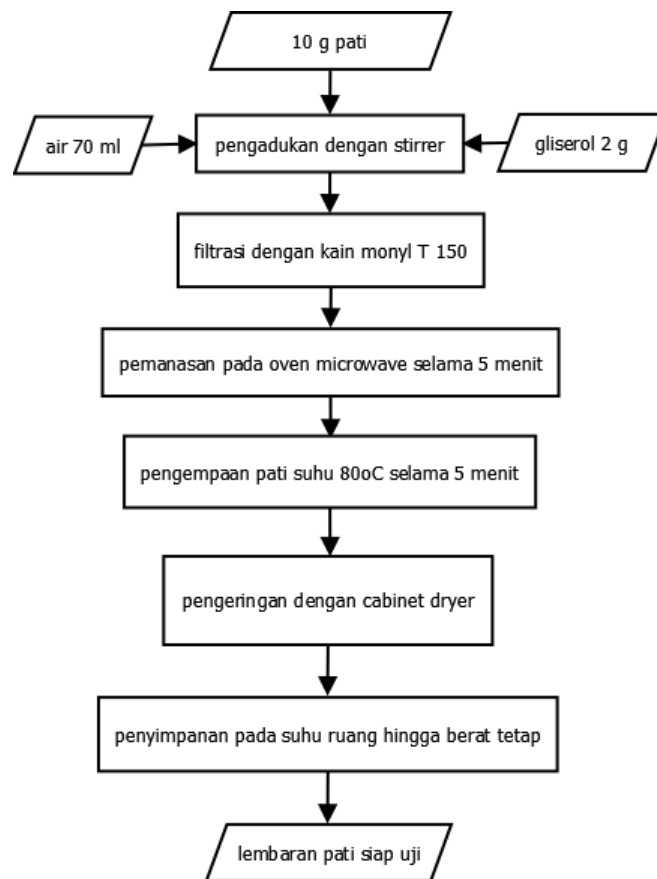 10 g pati
air 70 ml
pengadukan dengan stirrer
gliserol 2 g
filtrasi dengan kain monyl T 150
pemanasan pada oven microwave selama 5 menit
pengempaan pati suhu 80oC selama 5 menit
pengeringan dengan cabinet dryer
penyimpanan pada suhu ruang hingga berat tetap
lembaran pati siap uji